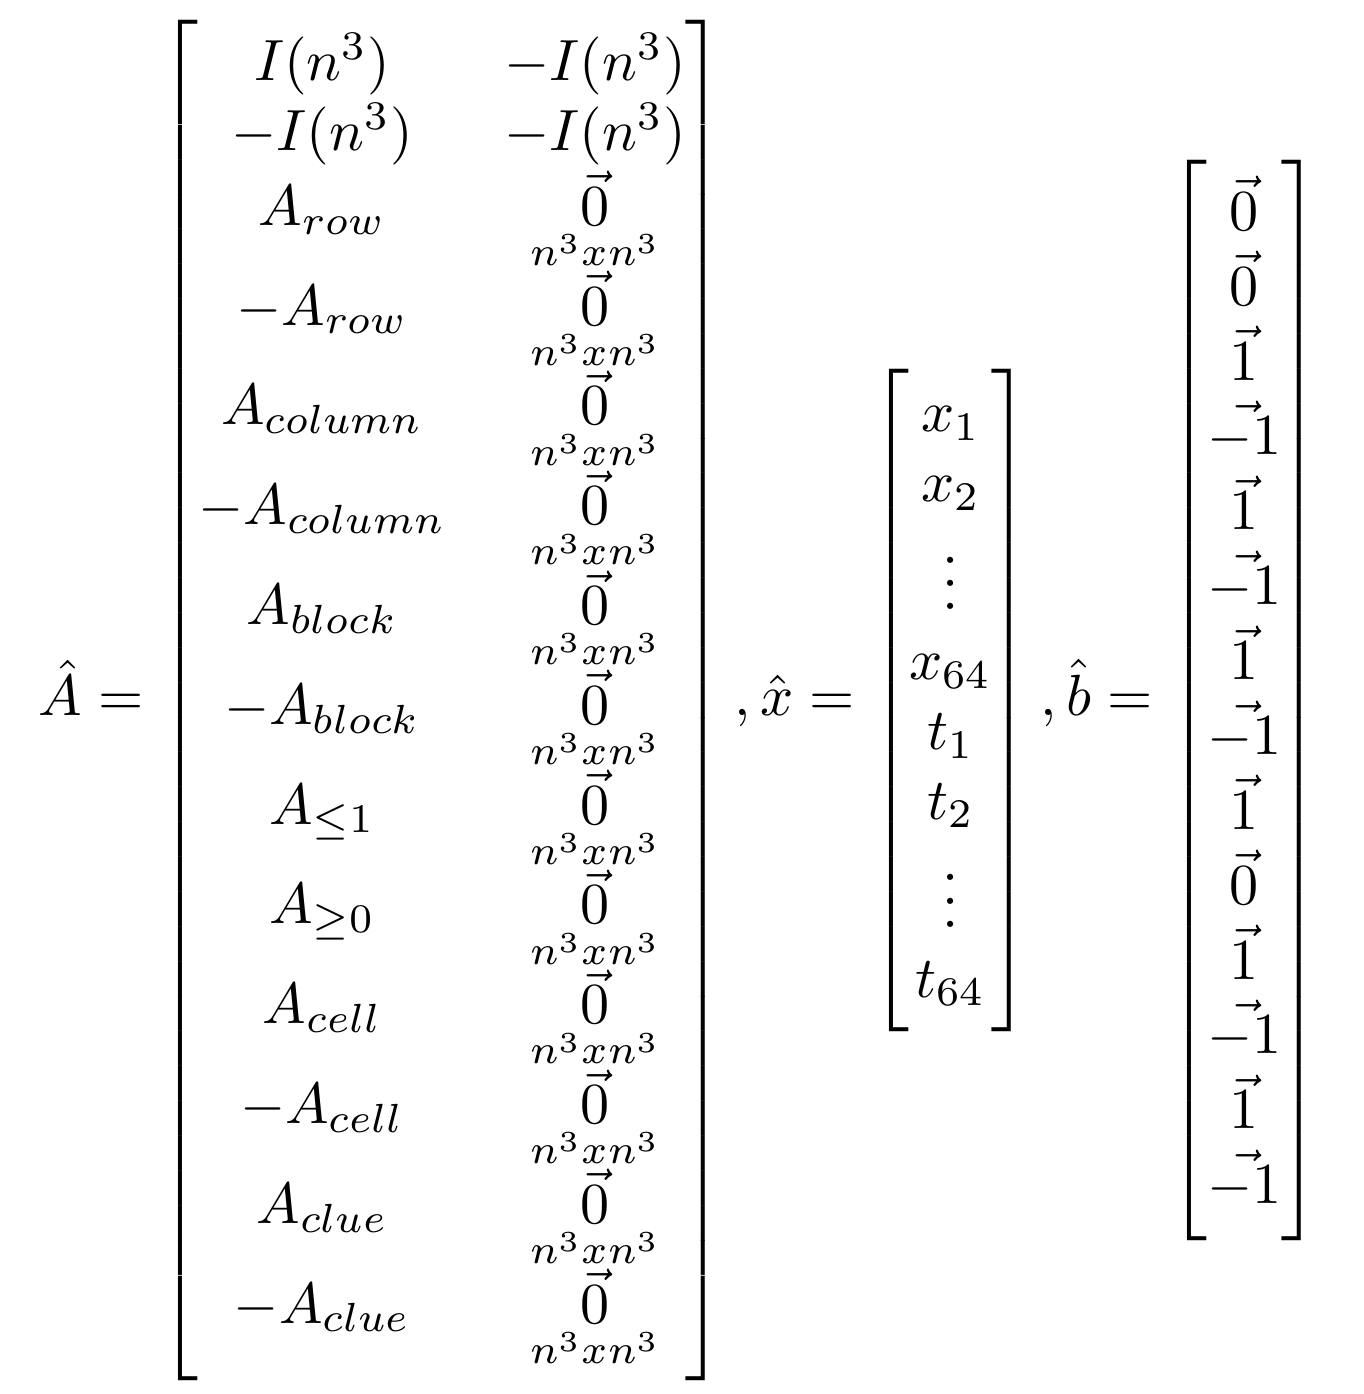 Â = [ I(n³) −I(n³)
−I(n³) −I(n³)
A_row 0⃗ n³xn³
−A_row 0⃗ n³xn³
A_column 0⃗ n³xn³
−A_column 0⃗ n³xn³
A_block 0⃗ n³xn³
−A_block 0⃗ n³xn³
A_≤1 0⃗ n³xn³
A_≥0 0⃗ n³xn³
A_cell 0⃗ n³xn³
−A_cell 0⃗ n³xn³
A_clue 0⃗ n³xn³
−A_clue 0⃗ n³xn³ ]
, x̂ = [ x₁
x₂
⋮
x₆₄
t₁
t₂
⋮
t₆₄ ]
, b̂ = [ 0⃗
0⃗
1⃗
−1⃗
1⃗
−1⃗
1⃗
−1⃗
1⃗
0⃗
1⃗
−1⃗
1⃗
−1⃗ ]